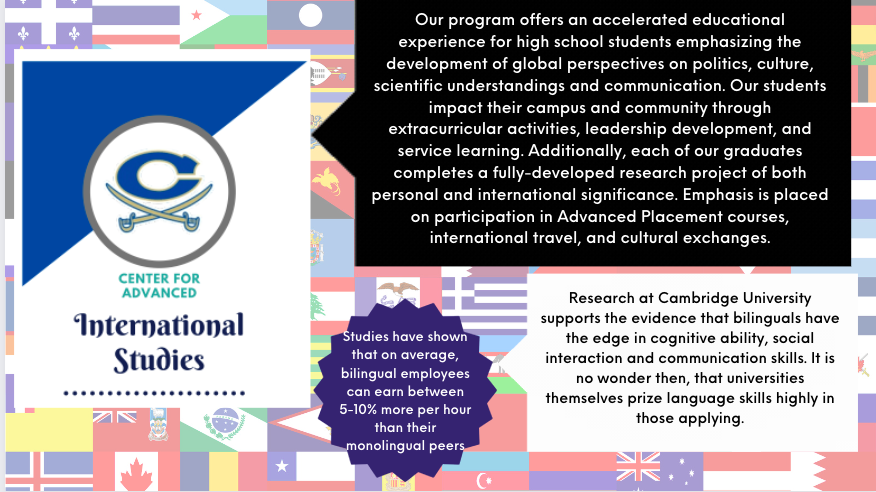 Our program offers an accelerated educational
experience for high school students emphasizing the
development of global perspectives on politics, culture,
scientific understandings and communication. Our students
impact their campus and community through
extracurricular activities, leadership development, and
service learning. Additionally, each of our graduates
completes a fully-developed research project of both
personal and international significance. Emphasis is placed
on participation in Advanced Placement courses,
international travel, and cultural exchanges.
C
CENTER FOR
ADVANCED
International
Studies
Studies have shown
that on average,
bilingual employees
can earn between
5-10% more per hour
than their
monolingual peers
Research at Cambridge University
supports the evidence that bilinguals have
the edge in cognitive ability, social
interaction and communication skills. It is
no wonder then, that universities
themselves prize language skills highly in
those applying.